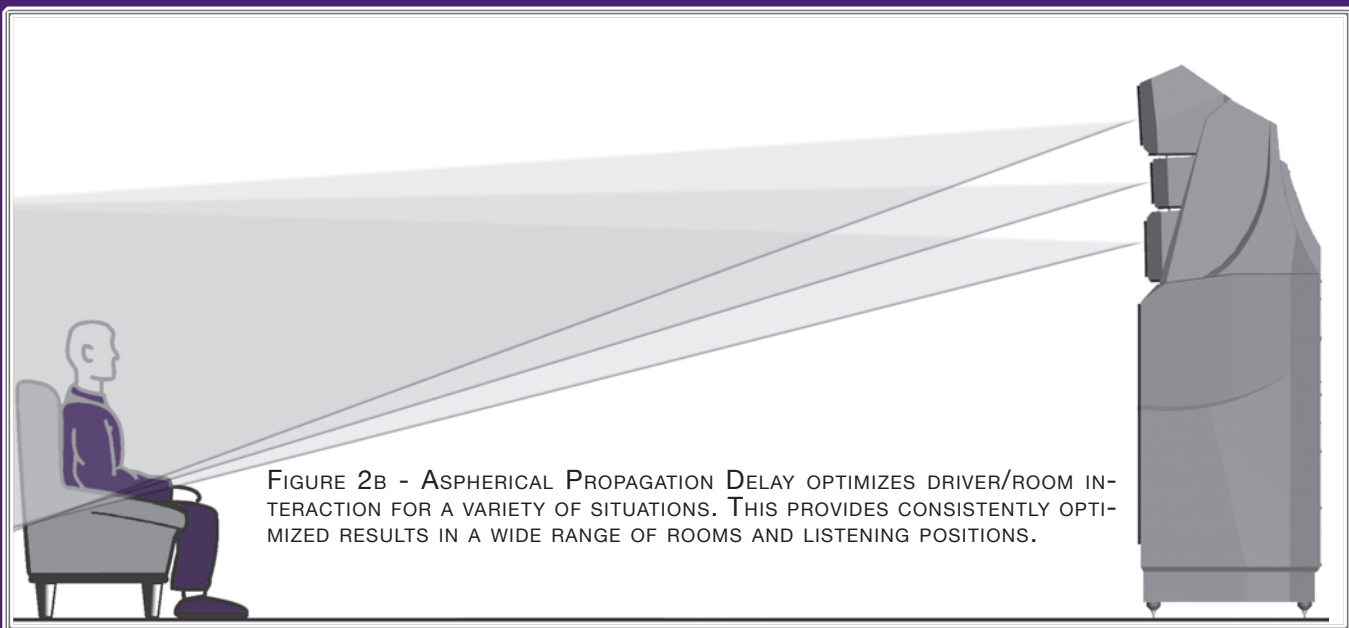 Figure 2b - Aspherical Propagation Delay optimizes driver/room in-
teraction for a variety of situations. This provides consistently opti-
mized results in a wide range of rooms and listening positions.